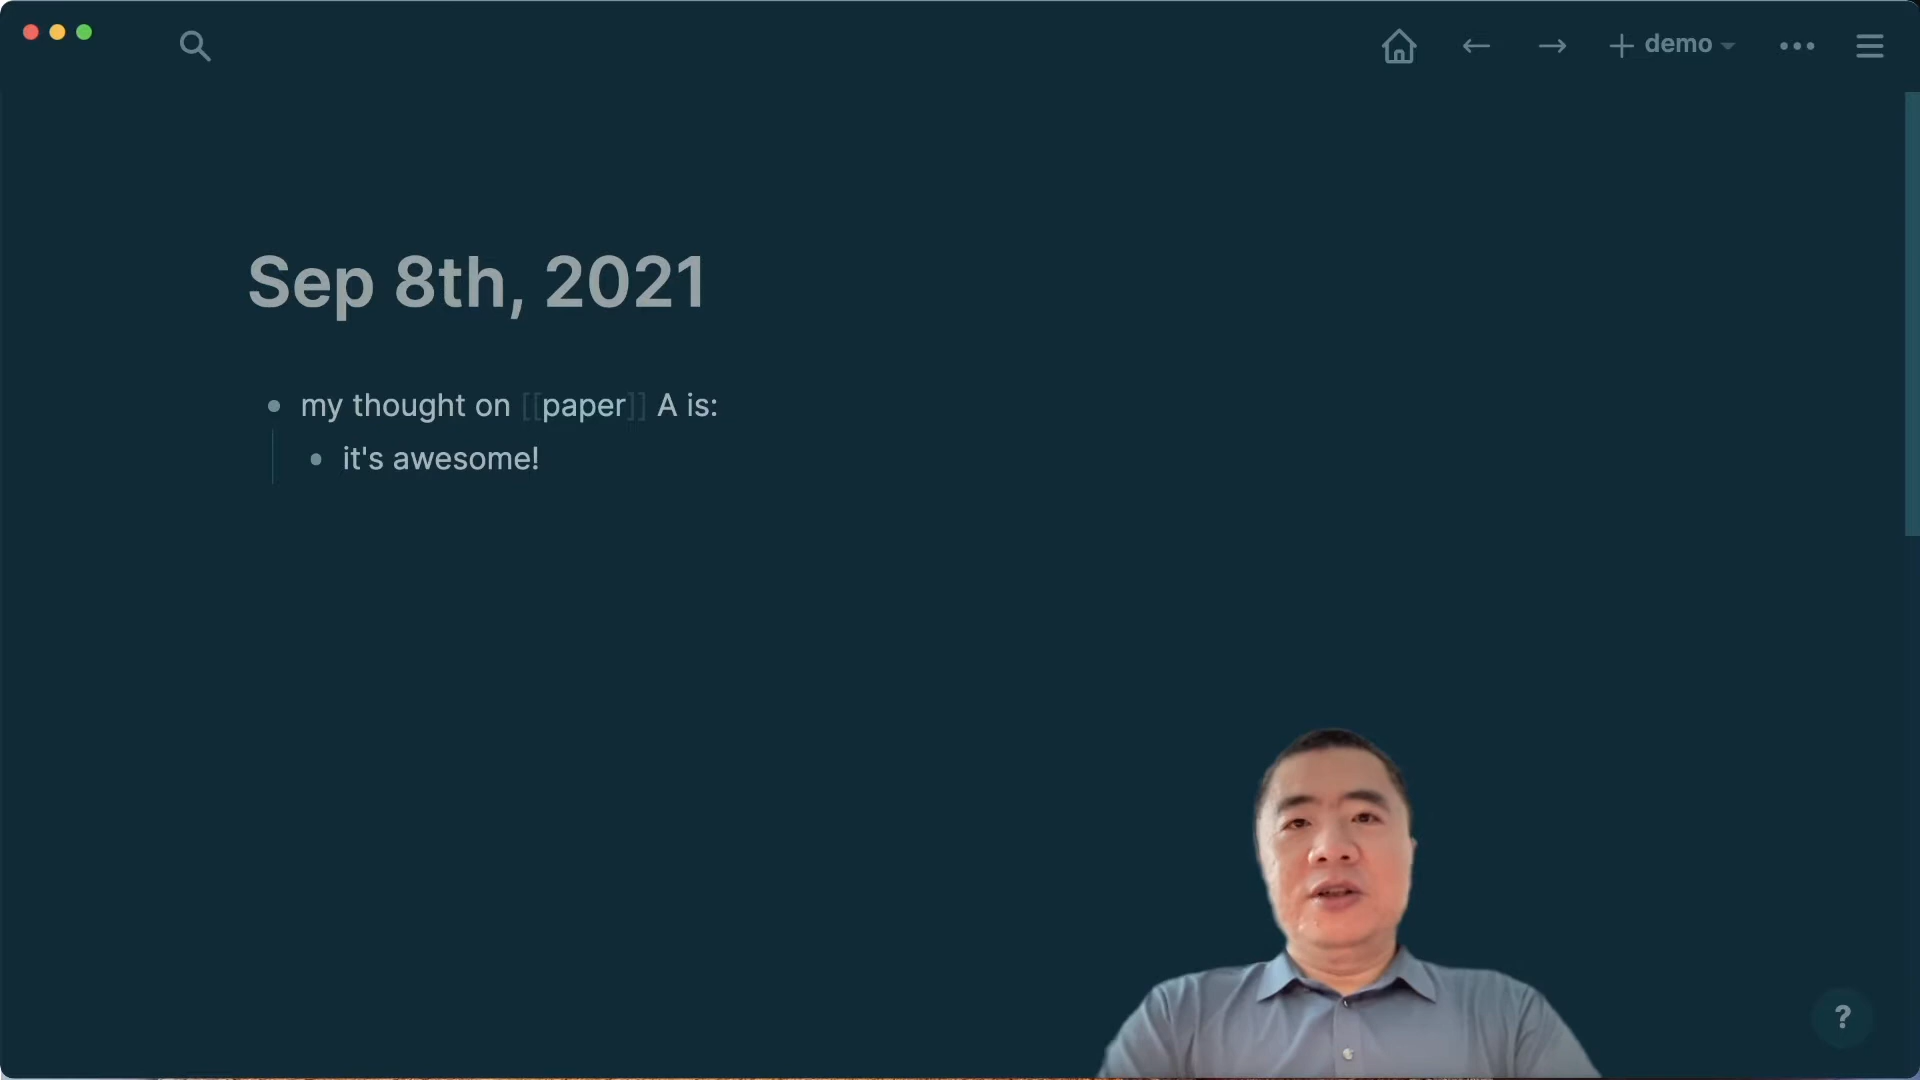 demo
Sep 8th, 2021
my thought on [[paper]] A is:
it's awesome!
?